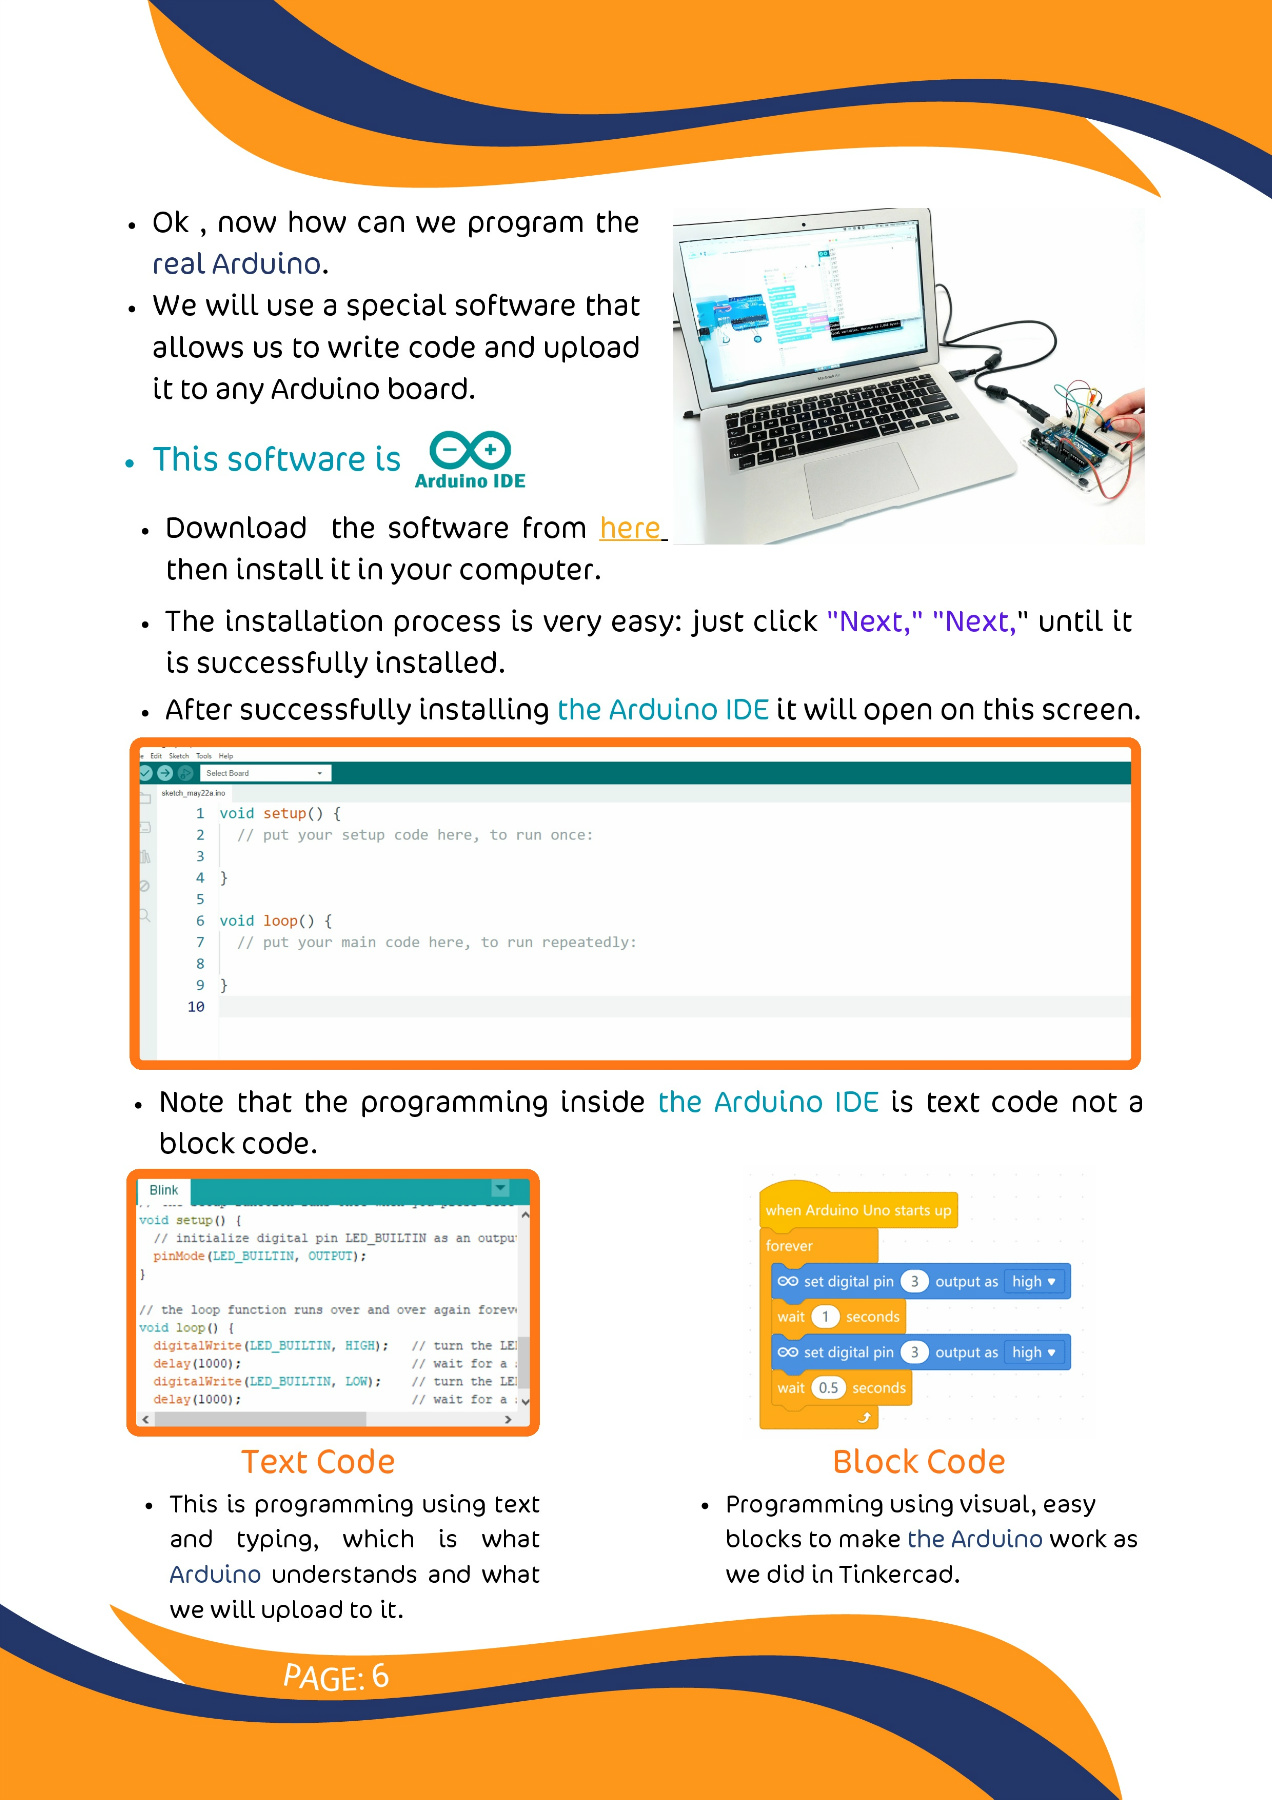 Ok , now how can we program the
real Arduino.
We will use a special software that
allows us to write code and upload
it to any Arduino board.
This software is
Arduino IDE
Download the software from here
then install it in your computer.
The installation process is very easy: just click "Next," "Next," until it
is successfully installed.
After successfully installing the Arduino IDE it will open on this screen.
Edit Sketch Tools Help
Select Board
sketch_may22a.ino
1 void setup() {
2 // put your setup code here, to run once:
3
4 }
5
6 void loop() {
7 // put your main code here, to run repeatedly:
8
9 }
10
Note that the programming inside the Arduino IDE is text code not a
block code.
Blink
void setup() {
// initialize digital pin LED_BUILTIN as an outpu
pinMode(LED_BUILTIN, OUTPUT);
}
// the loop function runs over and over again forev
void loop() {
digitalWrite(LED_BUILTIN, HIGH); // turn the LE
delay(1000); // wait for a
digitalWrite(LED_BUILTIN, LOW); // turn the LE
delay(1000); // wait for a
Text Code
This is programming using text
and typing, which is what
Arduino understands and what
we will upload to it.
when Arduino Uno starts up
forever
set digital pin 3 output as high
wait 1 seconds
set digital pin 3 output as high
wait 0.5 seconds
Block Code
Programming using visual, easy
blocks to make the Arduino work as
we did in Tinkercad.
PAGE: 6